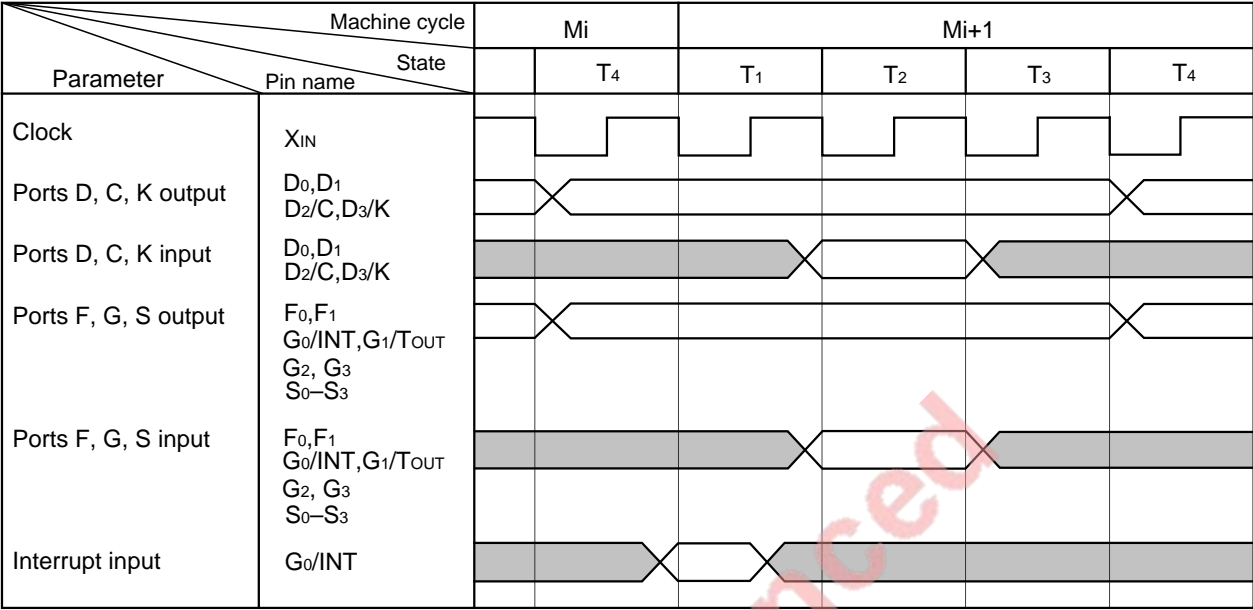 Machine cycle
Mi
Mi+1
State
T4
T1
T2
T3
T4
Parameter
Pin name
Clock
XIN
Ports D, C, K output
D0,D1
D2/C,D3/K
Ports D, C, K input
D0,D1
D2/C,D3/K
Ports F, G, S output
F0,F1
G0/INT,G1/TOUT
G2, G3
S0–S3
Ports F, G, S input
F0,F1
G0/INT,G1/TOUT
G2, G3
S0–S3
Interrupt input
G0/INT